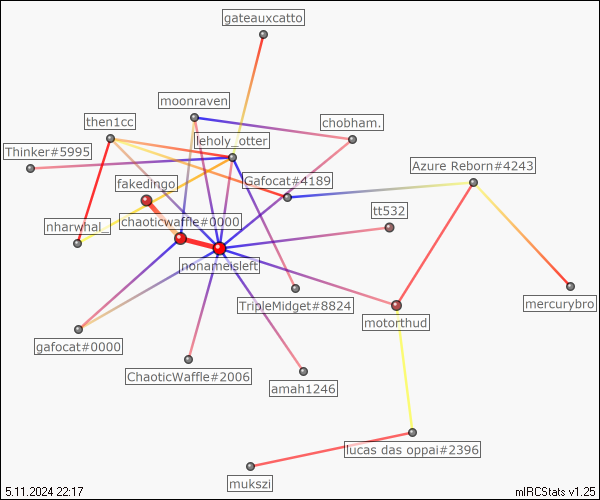 gateauxcatto
moonraven
then1cc
chobham.
leholy_otter
Thinker#5995
Azure Reborn#4243
Gafocat#4189
fakedingo
tt532
chaoticwaffle#0000
nharwhal_
nonameisleft
TripleMidget#8824
mercurybro
motorthud
gafocat#0000
ChaoticWaffle#2006
amah1246
lucas das oppai#2396
mukszi
5.11.2024 22:17
mIRCStats v1.25